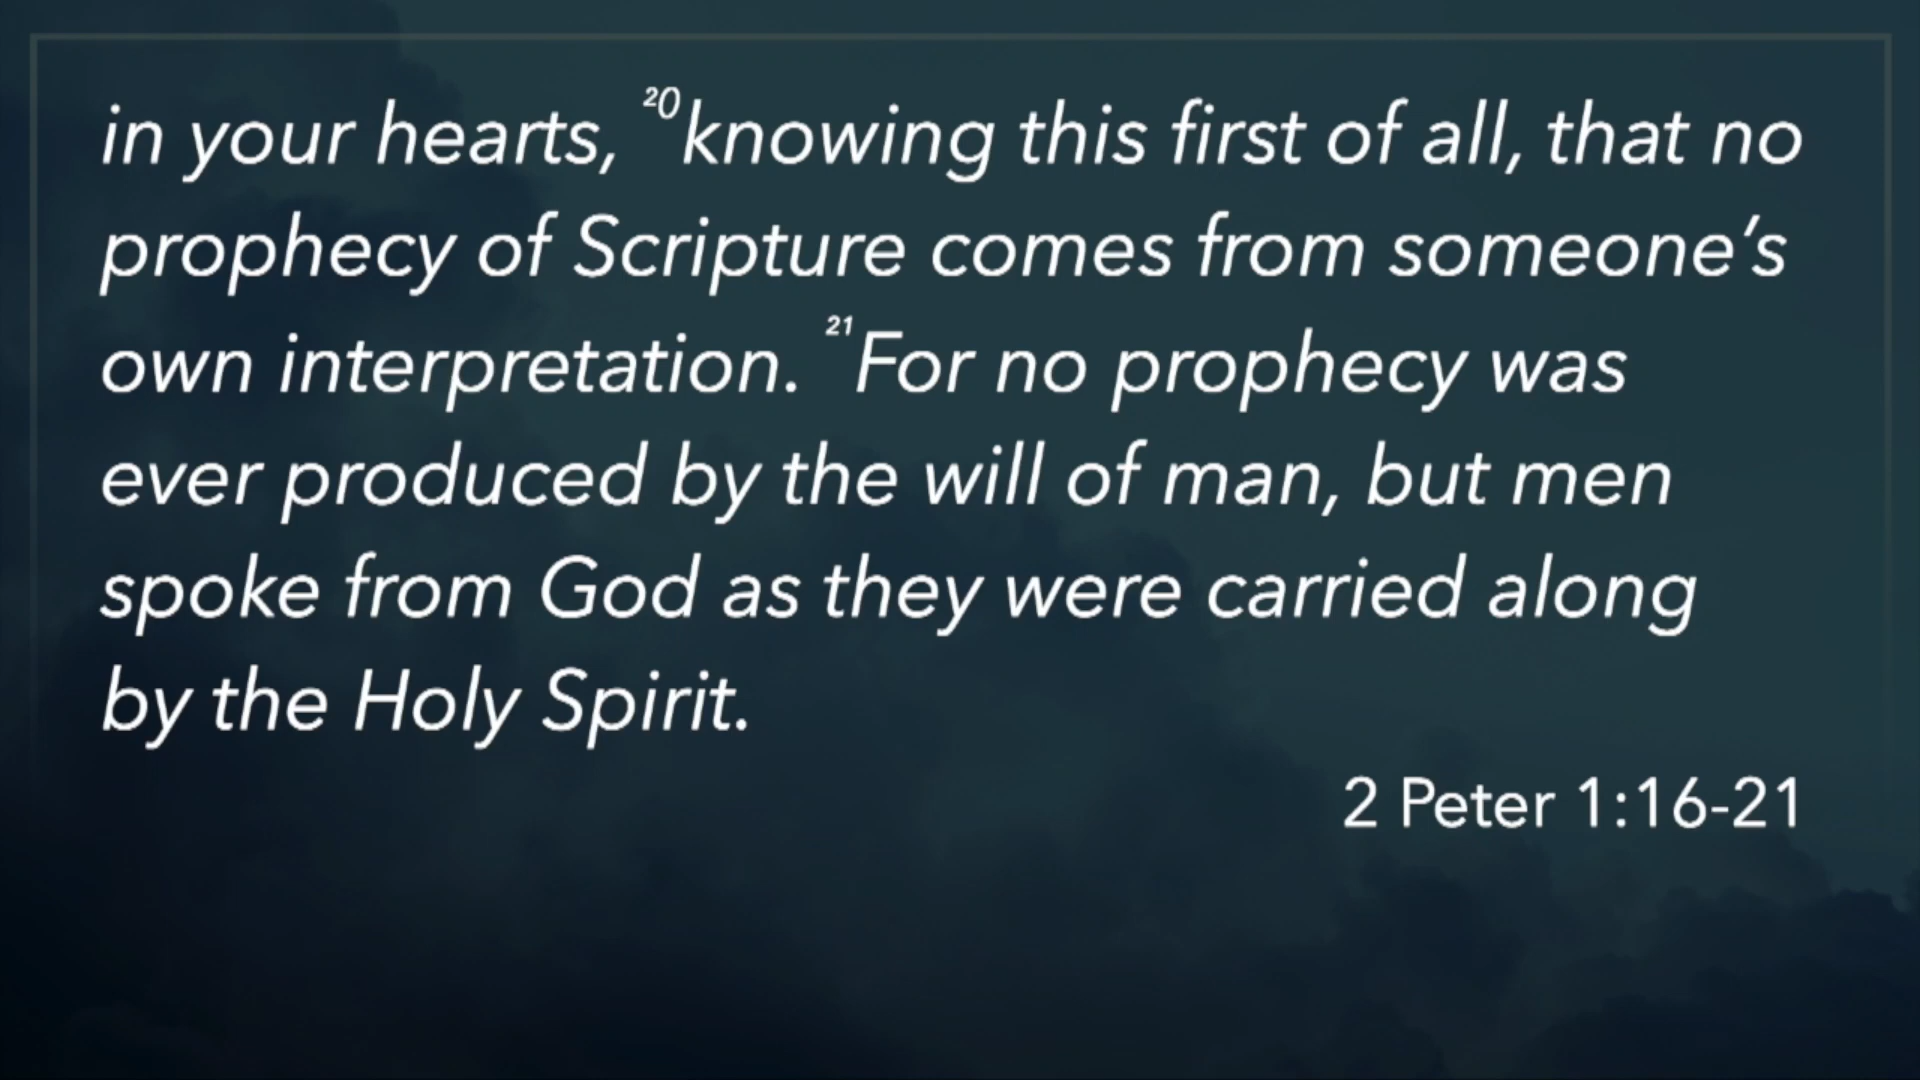 in your hearts, 20knowing this first of all, that no
prophecy of Scripture comes from someone’s
own interpretation. 21For no prophecy was
ever produced by the will of man, but men
spoke from God as they were carried along
by the Holy Spirit.
2 Peter 1:16-21